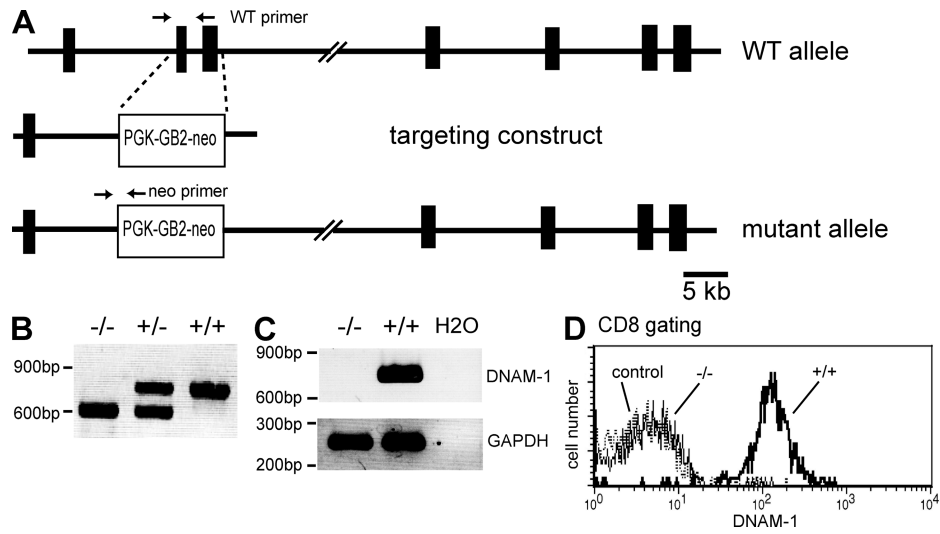 A
WT primer
WT allele
PGK-GB2-neo
targeting construct
neo primer
PGK-GB2-neo
mutant allele
5 kb
B
-/- +/- +/+
900bp
600bp
C
-/- +/+ H2O
900bp
DNAM-1
600bp
300bp
GAPDH
200bp
D CD8 gating
control -/- +/+
cell number
10^0 10^1 10^2 10^3 10^4
DNAM-1